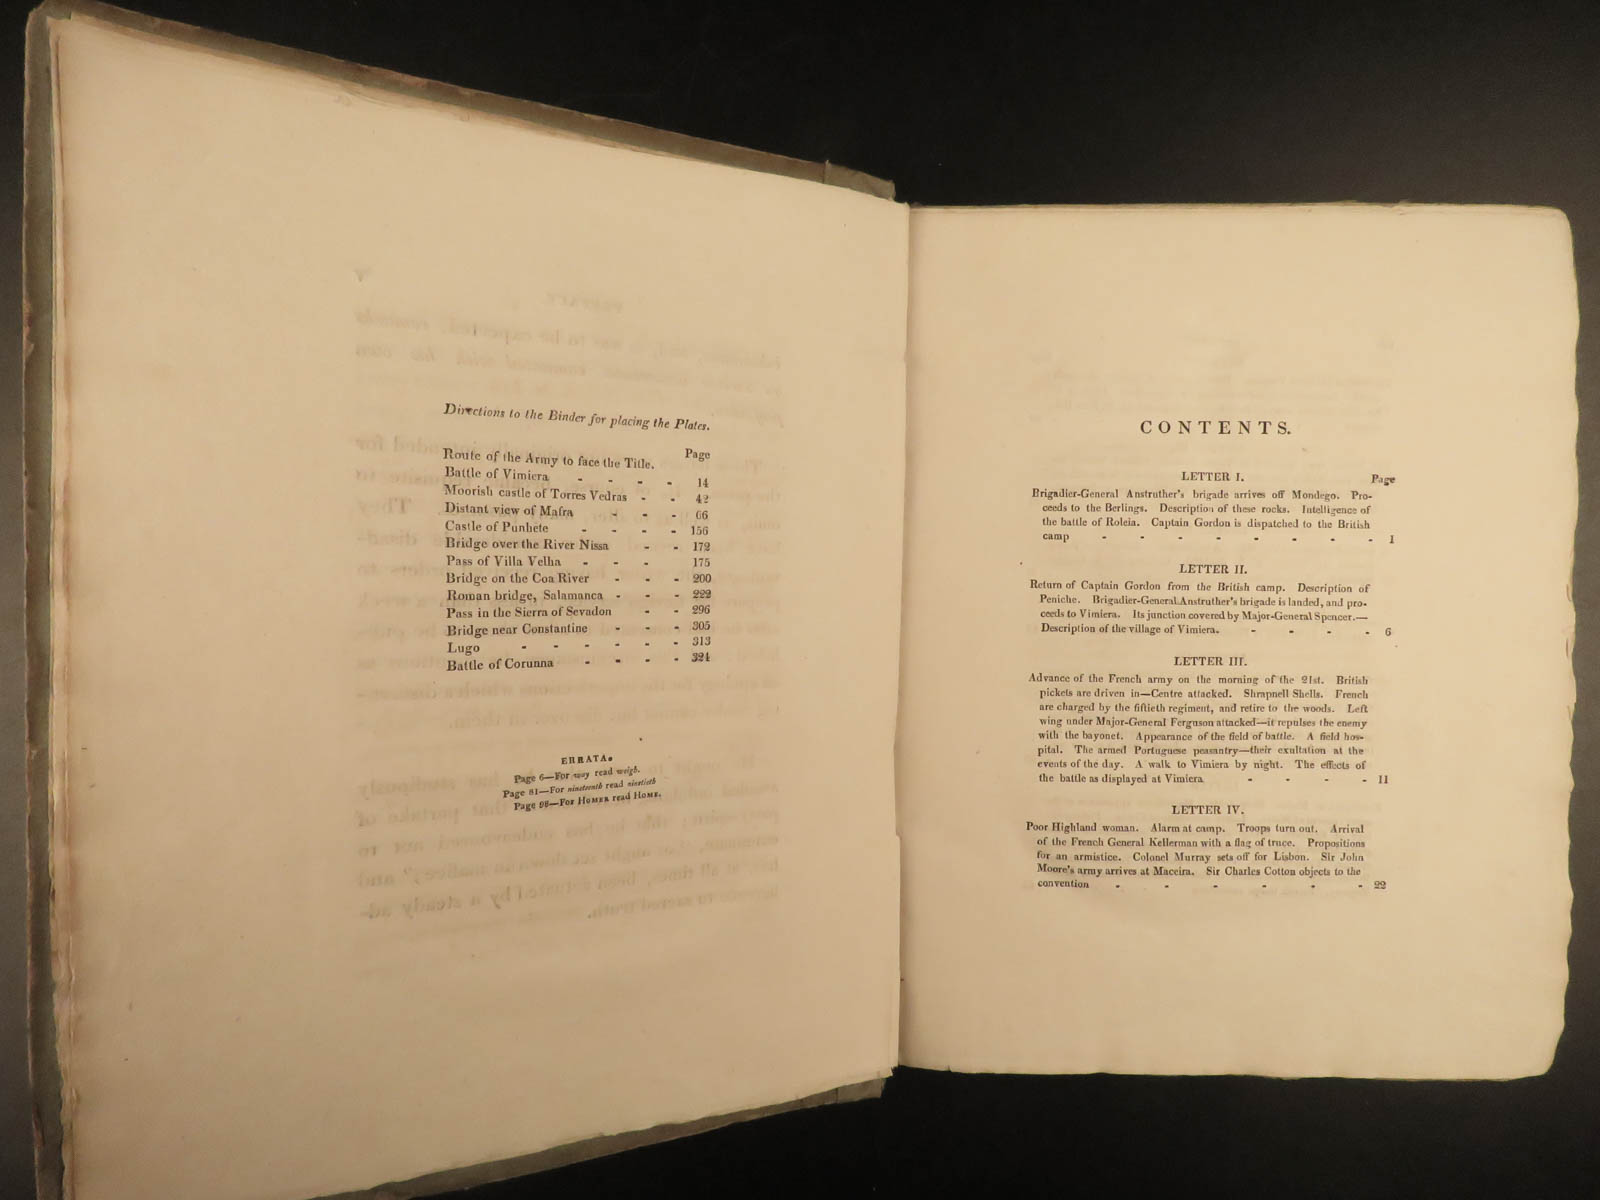 Directions to the Binder for placing the Plates.
Page
Route of the Army to face the Title.
Battle of Vimiera - - - - 14
Moorish castle of Torres Vedras - - 42
Distant view of Mafra - - - 66
Castle of Punhete - - - - 156
Bridge over the River Nissa - - 172
Pass of Villa Velha - - - 175
Bridge on the Coa River - - - 200
Roman bridge, Salamanca - - - 222
Pass in the Sierra of Sevadon - - 296
Bridge near Constantine - - - 305
Lugo - - - - - - 313
Battle of Corunna - - - - 324
ERRATA.
Page 6—For way read weigh.
Page 81—For nineteenth read ninetieth
Page 98—For HOMER read HOME.
CONTENTS.
LETTER I.
Page
Brigadier-General Anstruther's brigade arrives off Mondego. Pro-
ceeds to the Berlings. Description of these rocks. Intelligence of
the battle of Roleia. Captain Gordon is dispatched to the British
camp - - - - - - - - 1
LETTER II.
Return of Captain Gordon from the British camp. Description of
Peniche. Brigadier-General Anstruther's brigade is landed, and pro-
ceeds to Vimiera. Its junction covered by Major-General Spencer.—
Description of the village of Vimiera. - - - - 6
LETTER III.
Advance of the French army on the morning of the 21st. British
pickets are driven in—Centre attacked. Shrapnell Shells. French
are charged by the fiftieth regiment, and retire to the woods. Left
wing under Major-General Ferguson attacked—it repulses the enemy
with the bayonet. Appearance of the field of battle. A field hos-
pital. The armed Portuguese peasantry—their exultation at the
events of the day. A walk to Vimiera by night. The effects of
the battle as displayed at Vimiera - - - - 11
LETTER IV.
Poor Highland woman. Alarm at camp. Troops turn out. Arrival
of the French General Kellerman with a flag of truce. Propositions
for an armistice. Colonel Murray sets off for Lisbon. Sir John
Moore's army arrives at Maceira. Sir Charles Cotton objects to the
convention - - - - - - 22